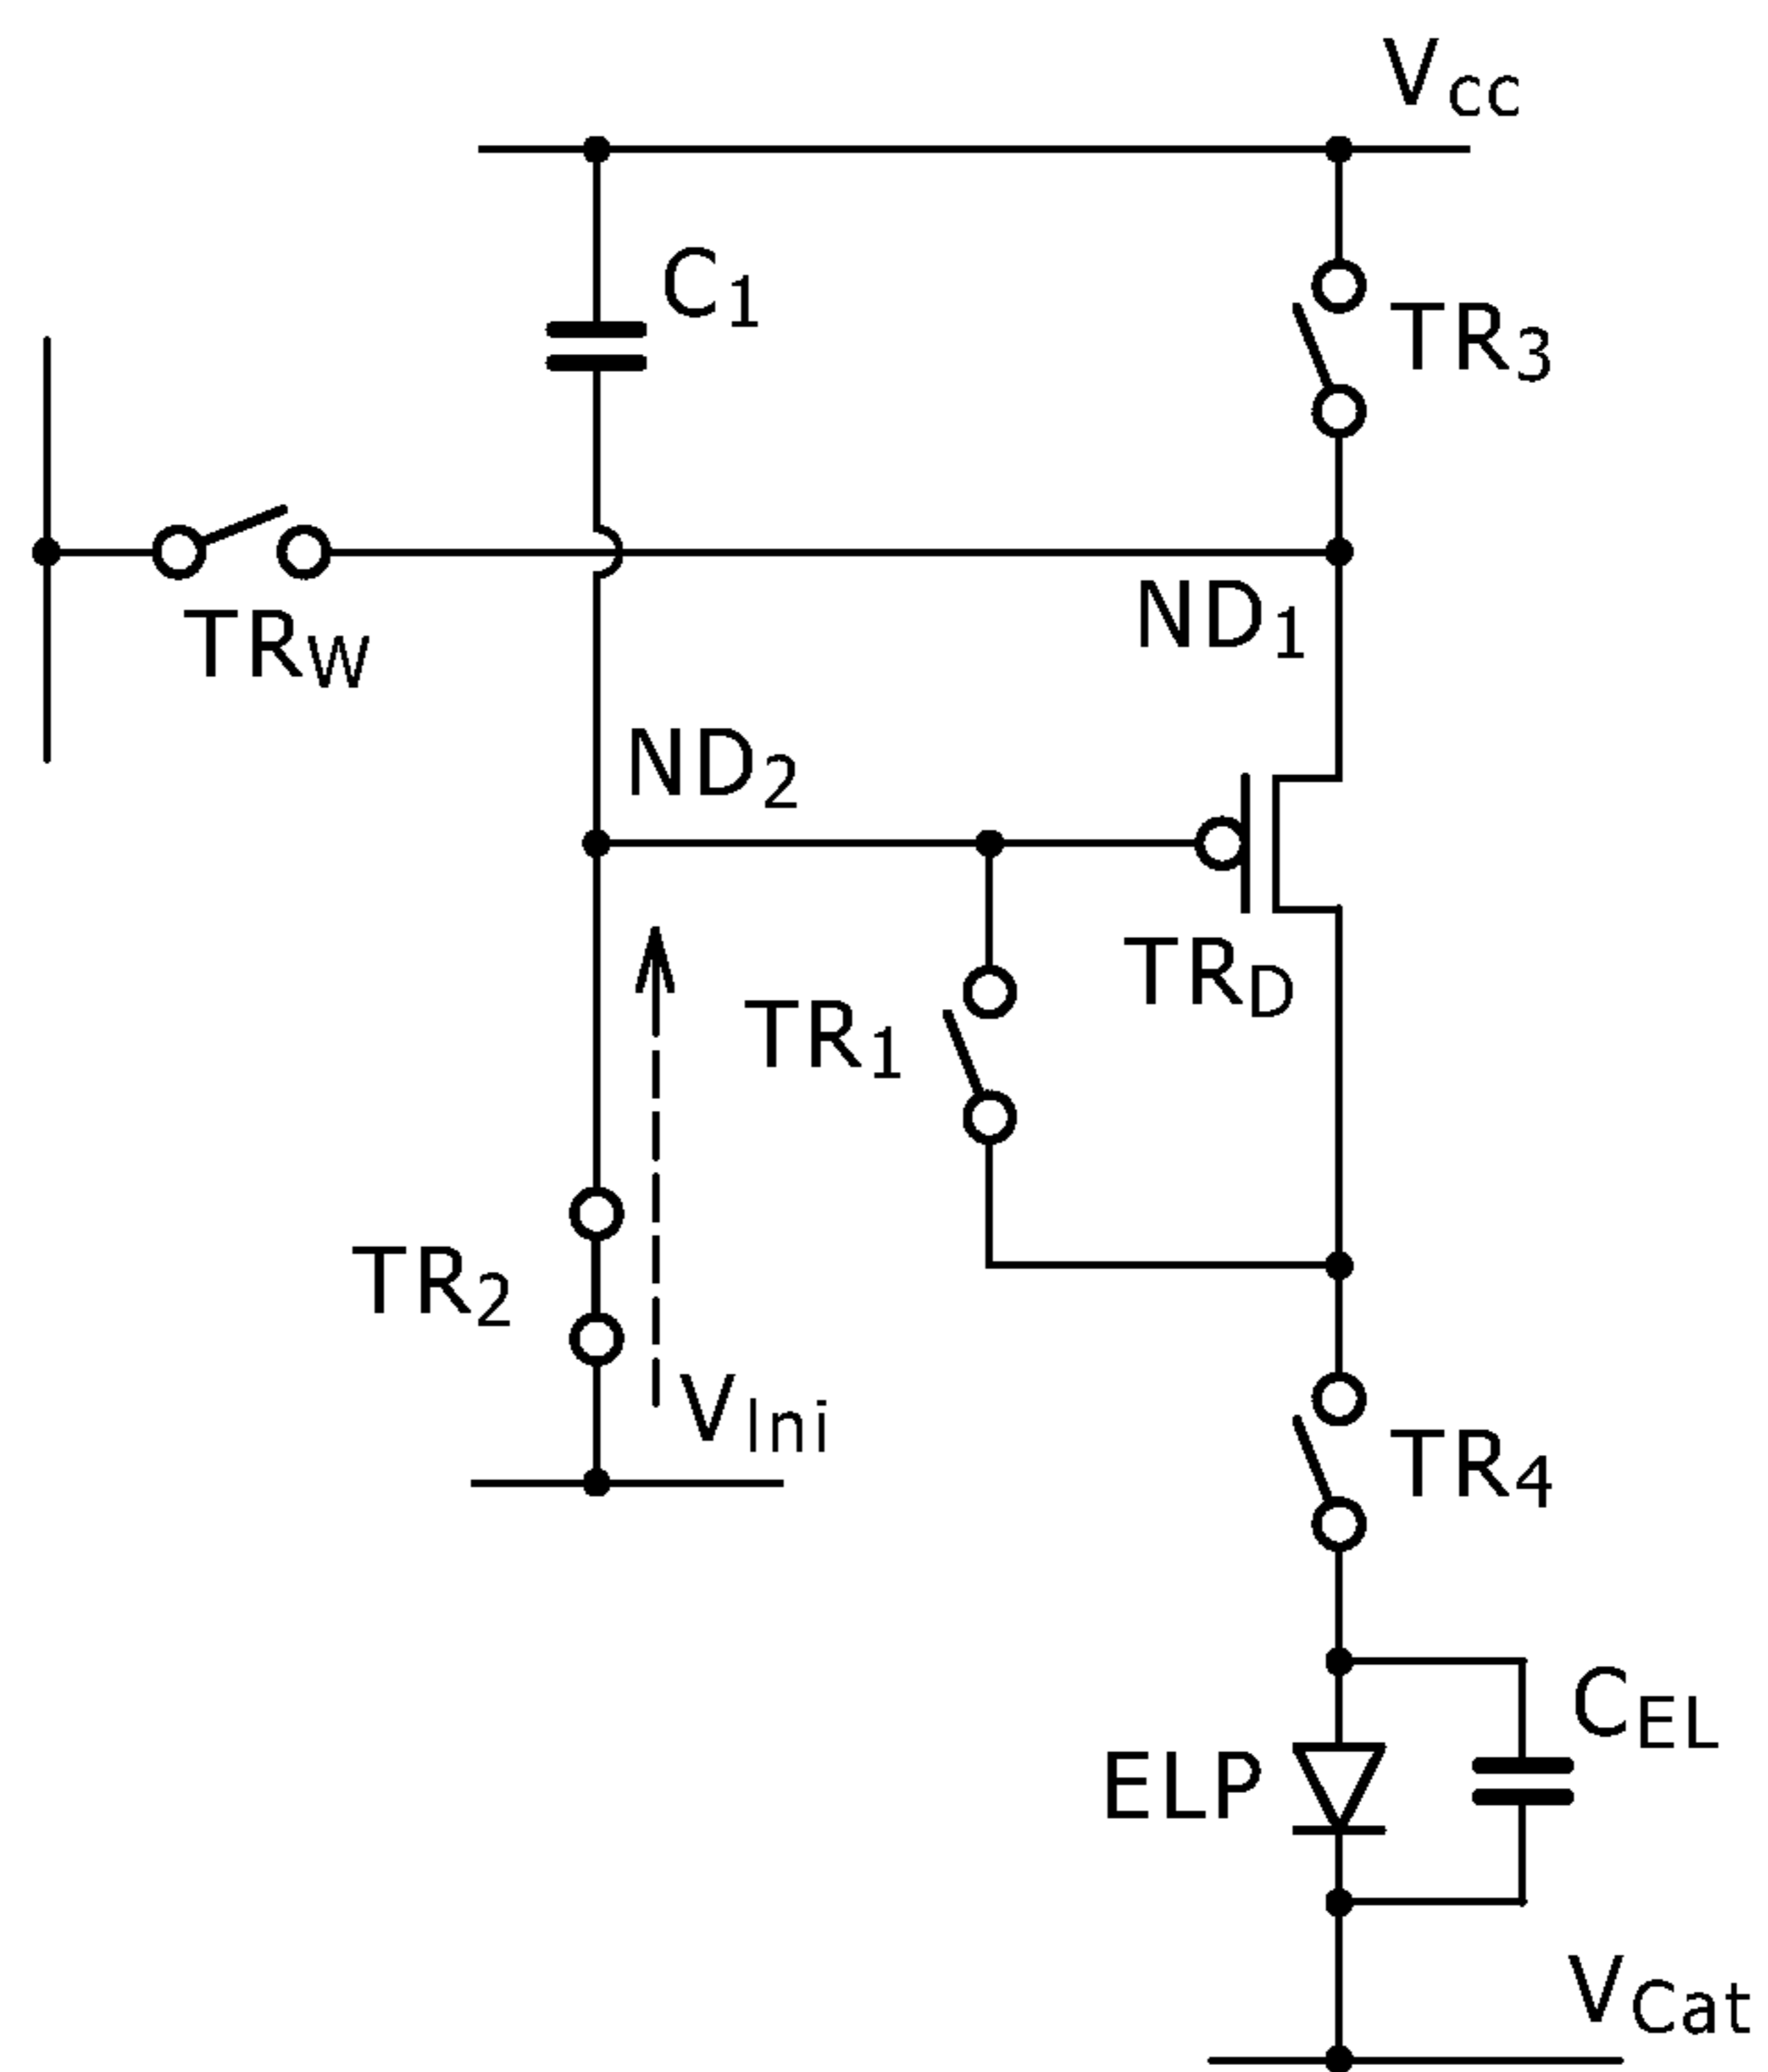 Vcc
C1
TR3
TRW
ND1
ND2
TRD
TR1
TR2
VIni
TR4
CEL
ELP
VCat